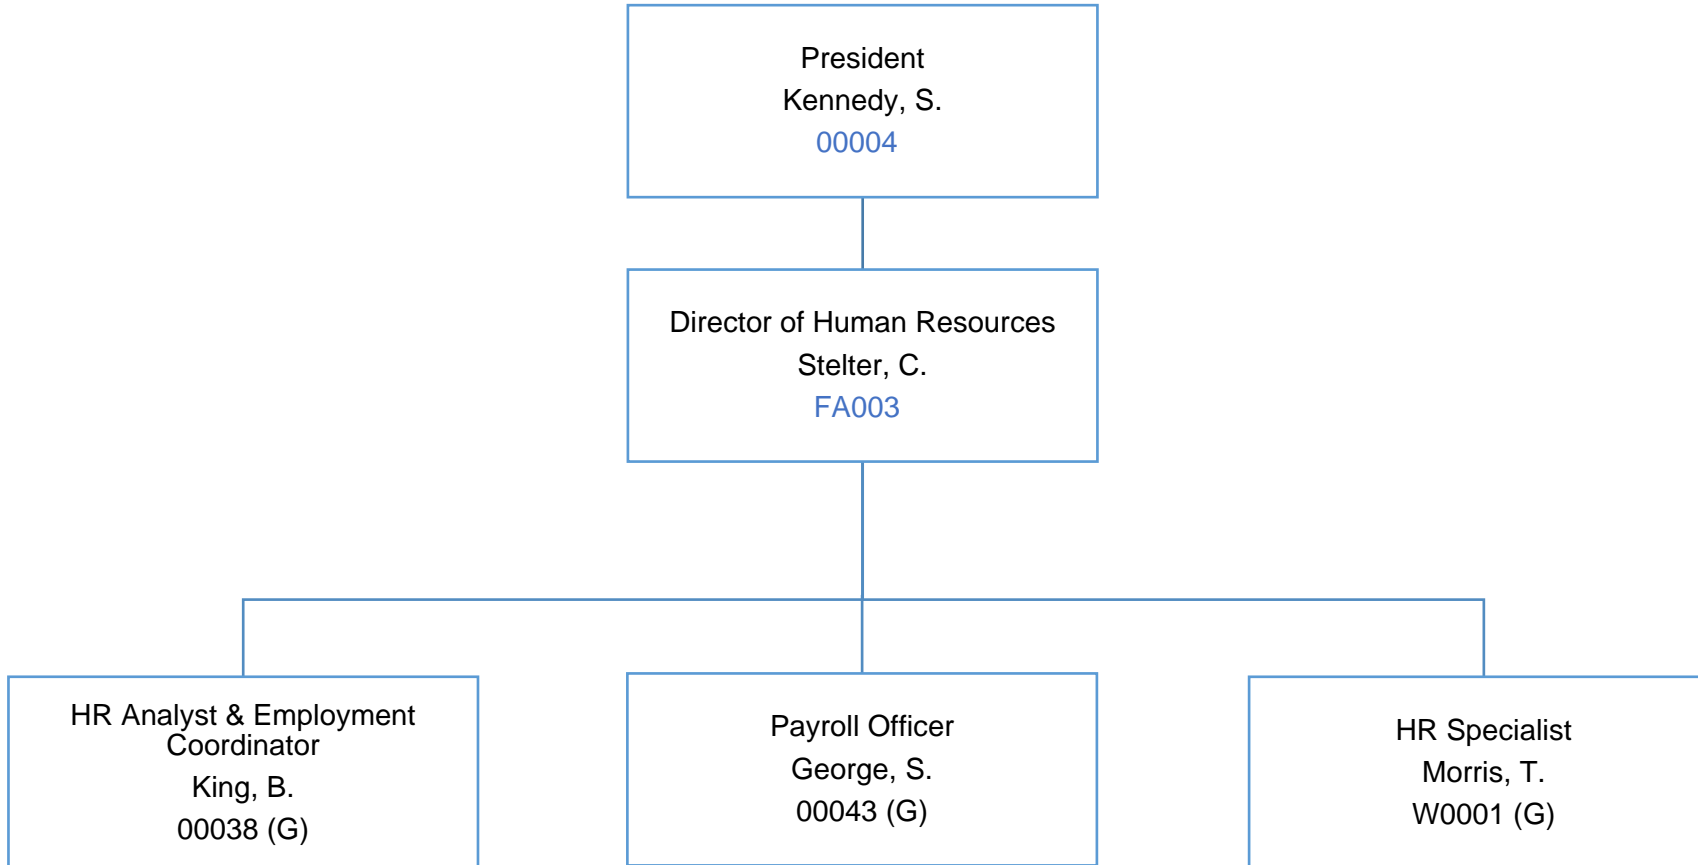 President
Kennedy, S.
00004
Director of Human Resources
Stelter, C.
FA003
HR Analyst & Employment
Coordinator
King, B.
00038 (G)
Payroll Officer
George, S.
00043 (G)
HR Specialist
Morris, T.
W0001 (G)